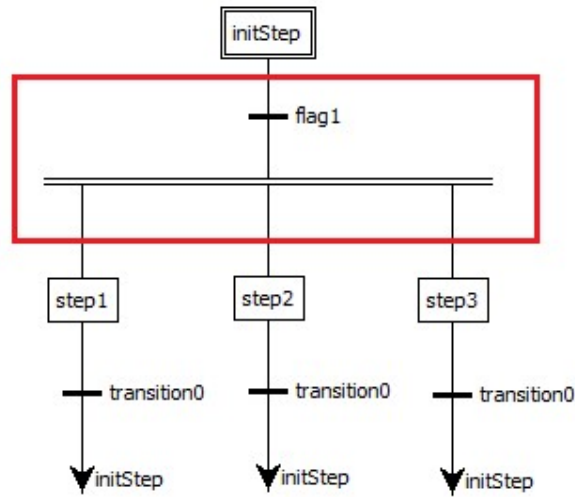 initStep
flag1
step1
step2
step3
transition0
transition0
transition0
initStep
initStep
initStep